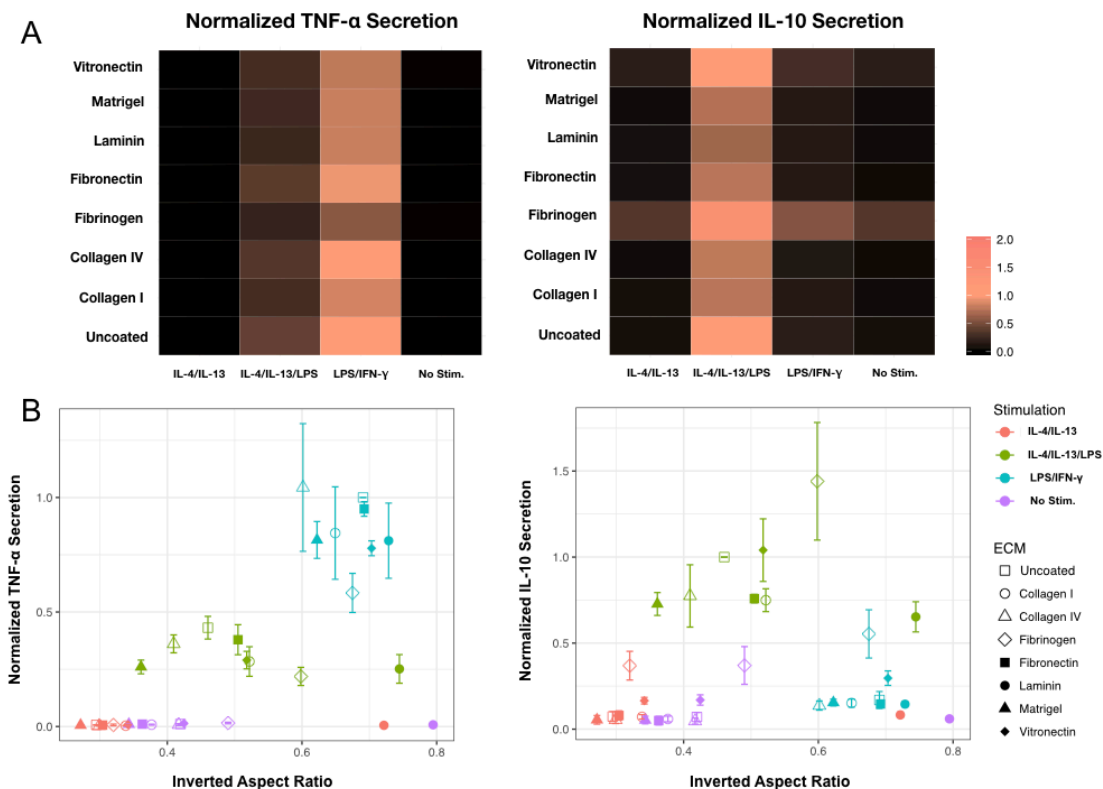 A
Normalized TNF-α Secretion
Vitronectin
Matrigel
Laminin
Fibronectin
Fibrinogen
Collagen IV
Collagen I
Uncoated
IL-4/IL-13 IL-4/IL-13/LPS LPS/IFN-γ No Stim.
Normalized IL-10 Secretion
Vitronectin
Matrigel
Laminin
Fibronectin
Fibrinogen
Collagen IV
Collagen I
Uncoated
IL-4/IL-13 IL-4/IL-13/LPS LPS/IFN-γ No Stim.
2.0
1.5
1.0
0.5
0.0
B
Normalized TNF-α Secretion
1.0
0.5
0.0
0.4 0.6 0.8
Inverted Aspect Ratio
Normalized IL-10 Secretion
1.5
1.0
0.5
0.0
0.4 0.6 0.8
Inverted Aspect Ratio
Stimulation
IL-4/IL-13
IL-4/IL-13/LPS
LPS/IFN-γ
No Stim.
ECM
Uncoated
Collagen I
Collagen IV
Fibrinogen
Fibronectin
Laminin
Matrigel
Vitronectin